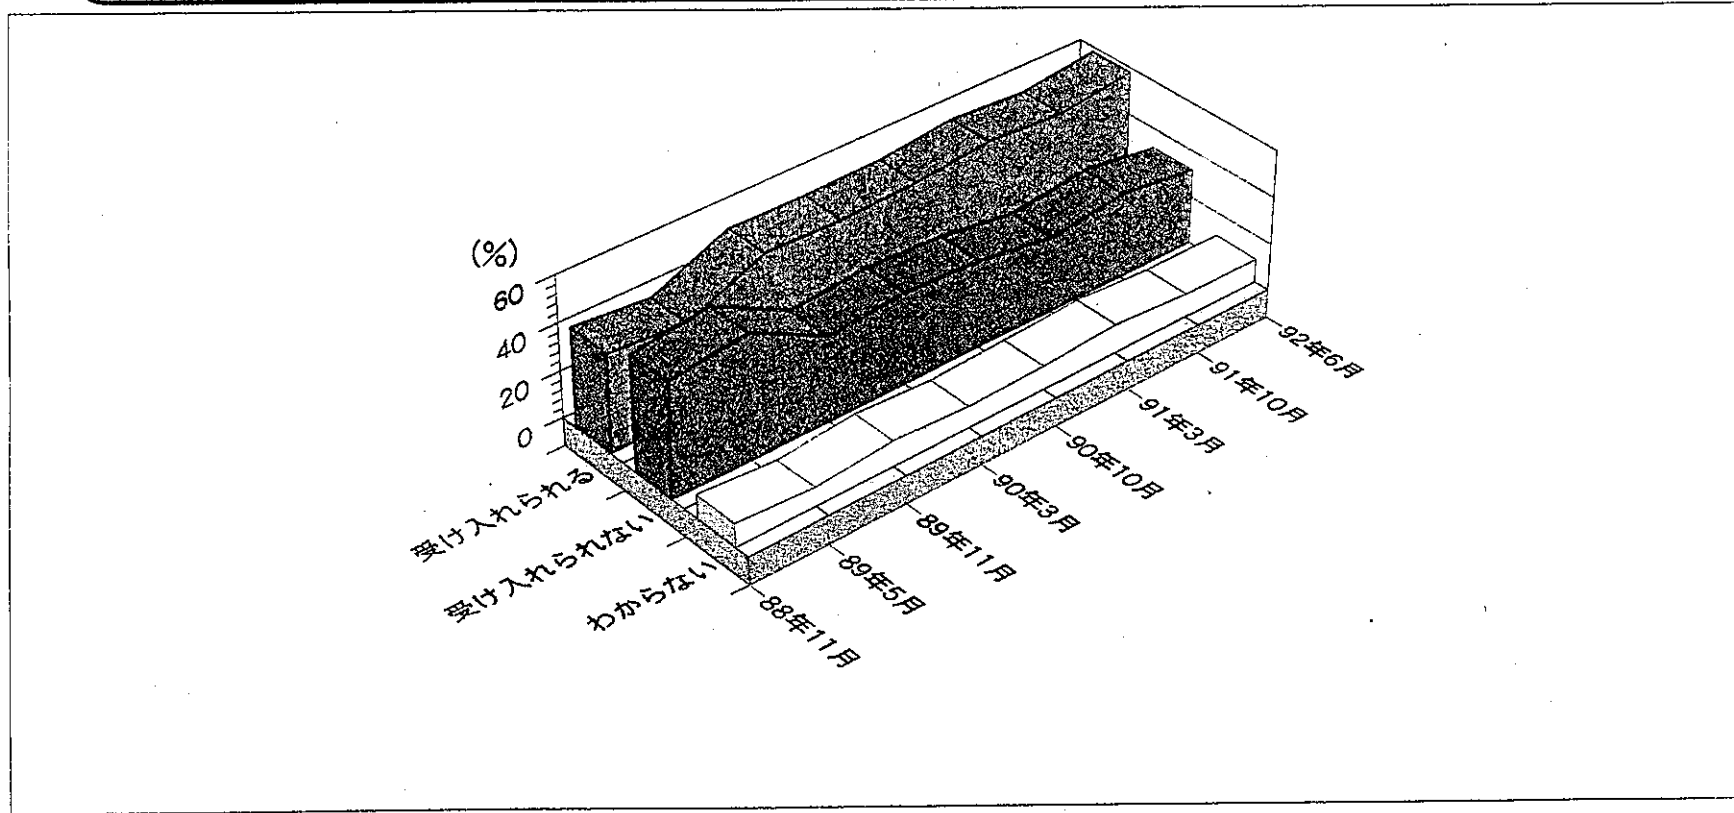 (%)
60
40
20
0
受け入れられる
受け入れられない
わからない
88年11月
89年5月
89年11月
90年3月
90年10月
91年3月
91年10月
92年6月